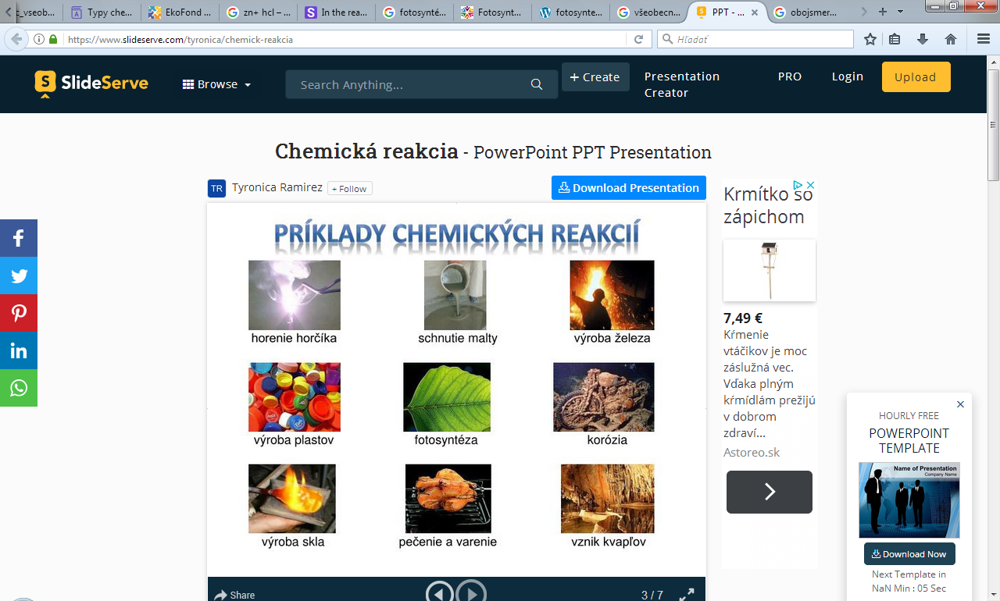 c_vseob...
Typy che...
EkoFond ...
zn+ hcl – ...
In the rea...
fotosynté...
Fotosynt...
fotosynte...
všeobecn...
PPT - ...
obojsmer...
https://www.slideserve.com/tyronica/chemick-reakcia
Hľadať
SlideServe
Browse
Search Anything...
+ Create
Presentation
Creator
PRO
Login
Upload
Chemická reakcia - PowerPoint PPT Presentation
TR
Tyronica Ramirez
+ Follow
Download Presentation
PRÍKLADY CHEMICKÝCH REAKCIÍ
horenie horčíka
schnutie malty
výroba železa
výroba plastov
fotosyntéza
korózia
výroba skla
pečenie a varenie
vznik kvapľov
Share
3 / 7
Krmítko so
zápichom
7,49 €
Kŕmenie
vtáčikov je moc
záslužná vec.
Vďaka plným
kŕmídlám prežijú
v dobrom
zdraví...
Astoreo.sk
HOURLY FREE
POWERPOINT
TEMPLATE
Name of Presentation
Company Name
Download Now
Next Template in
NaN Min : 05 Sec